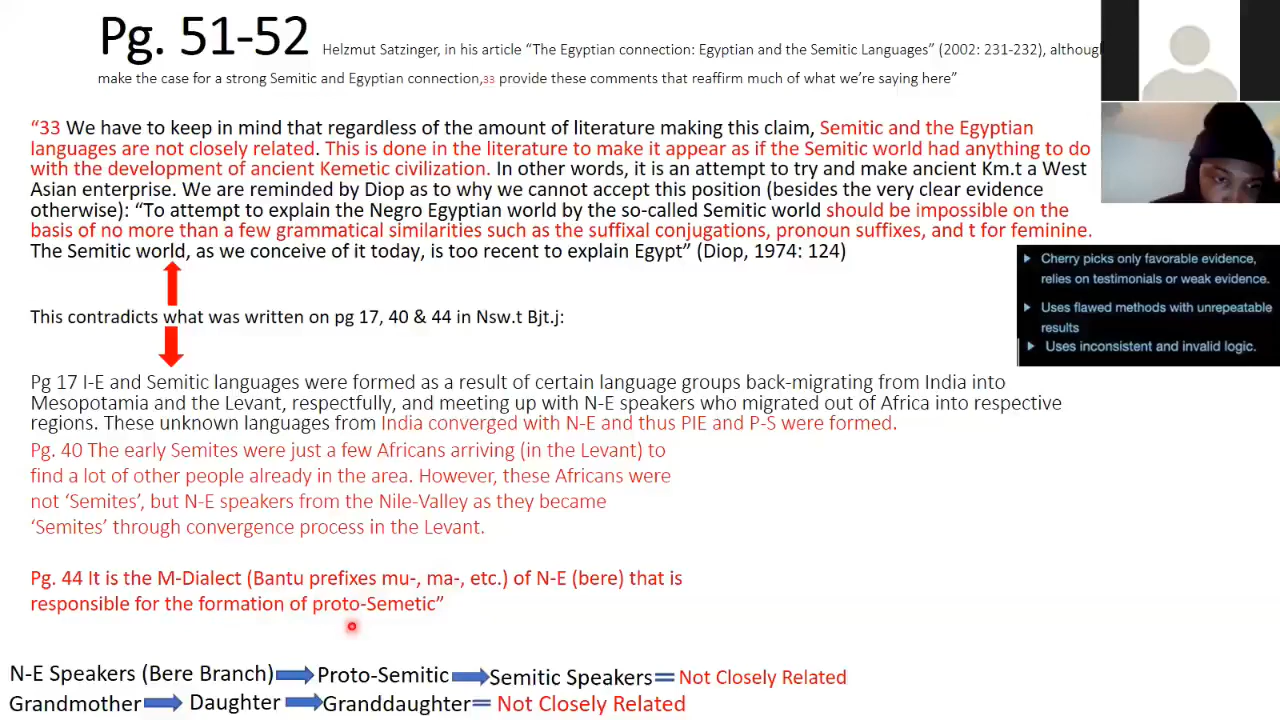 Pg. 51-52 Helzmut Satzinger, in his article “The Egyptian connection: Egyptian and the Semitic Languages” (2002: 231-232), although
make the case for a strong Semitic and Egyptian connection,33 provide these comments that reaffirm much of what we’re saying here”
“33 We have to keep in mind that regardless of the amount of literature making this claim, Semitic and the Egyptian
languages are not closely related. This is done in the literature to make it appear as if the Semitic world had anything to do
with the development of ancient Kemetic civilization. In other words, it is an attempt to try and make ancient Km.t a West
Asian enterprise. We are reminded by Diop as to why we cannot accept this position (besides the very clear evidence
otherwise): “To attempt to explain the Negro Egyptian world by the so-called Semitic world should be impossible on the
basis of no more than a few grammatical similarities such as the suffixal conjugations, pronoun suffixes, and t for feminine.
The Semitic world, as we conceive of it today, is too recent to explain Egypt” (Diop, 1974: 124)
Cherry picks only favorable evidence,
relies on testimonials or weak evidence.
Uses flawed methods with unrepeatable
results
Uses inconsistent and invalid logic.
This contradicts what was written on pg 17, 40 & 44 in Nsw.t Bjt.j:
Pg 17 I-E and Semitic languages were formed as a result of certain language groups back-migrating from India into
Mesopotamia and the Levant, respectfully, and meeting up with N-E speakers who migrated out of Africa into respective
regions. These unknown languages from India converged with N-E and thus PIE and P-S were formed.
Pg. 40 The early Semites were just a few Africans arriving (in the Levant) to
find a lot of other people already in the area. However, these Africans were
not ‘Semites’, but N-E speakers from the Nile-Valley as they became
‘Semites’ through convergence process in the Levant.
Pg. 44 It is the M-Dialect (Bantu prefixes mu-, ma-, etc.) of N-E (bere) that is
responsible for the formation of proto-Semetic”
N-E Speakers (Bere Branch) Proto-Semitic Semitic Speakers = Not Closely Related
Grandmother Daughter Granddaughter = Not Closely Related